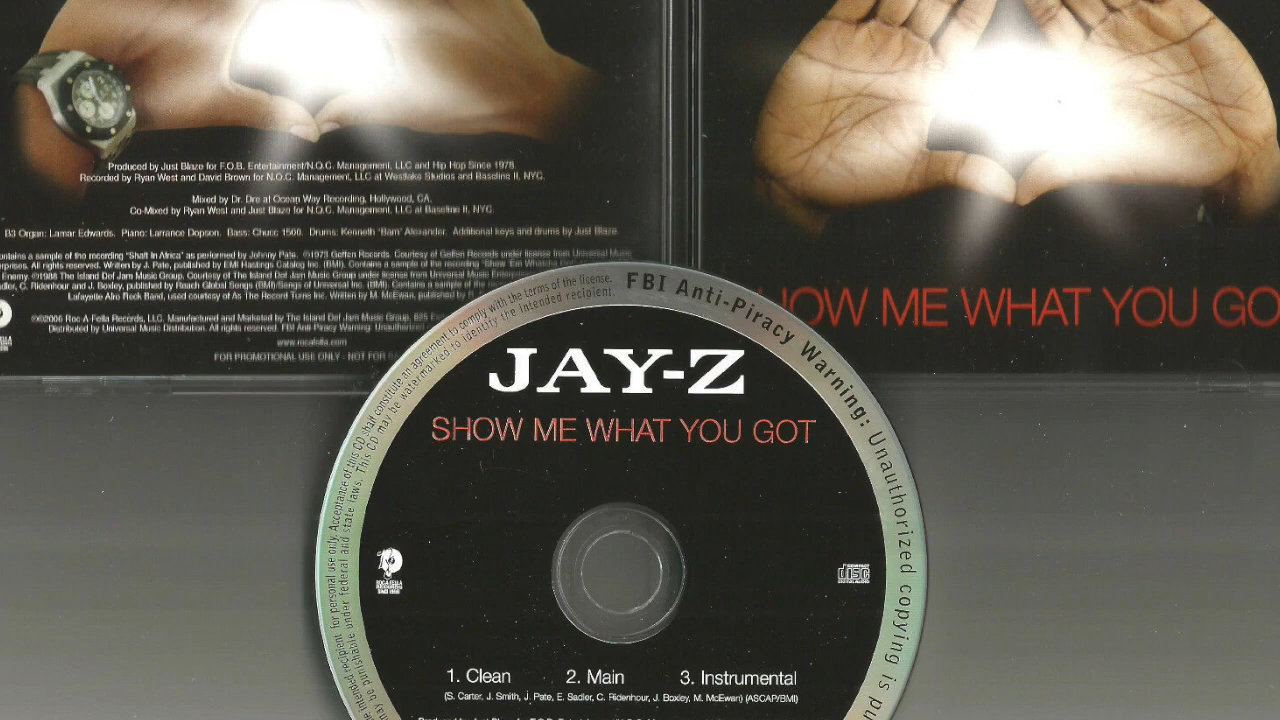 Produced by Just Blaze for F.O.B. Entertainment/N.Q.C. Management, LLC and Hip Hop Since 1978.
Recorded by Ryan West and David Brown for N.Q.C. Management, LLC at Westlake Studios and Baseline II, NYC.
Mixed by Dr. Dre at Ocean Way Recording, Hollywood, CA.
Co-Mixed by Ryan West and Just Blaze for N.Q.C. Management, LLC at Baseline II, NYC.
B3 Organ: Lamar Edwards. Piano: Larrance Dopson. Bass: Chucc 1500. Drums: Kenneth "Bam" Alexander. Additional keys and drums by Just Blaze.
contains a sample of the recording "Shaft In Africa" as performed by Johnny Pate. ℗1973 Geffen Records. Courtesy of Geffen Records under license from Universal Music
All rights reserved. Written by J. Pate, published by EMI Hastings Catalog Inc. (BMI). Contains a sample of the recording "Show 'Em Whatcha
Enemy. ℗1988 The Island Def Jam Music Group. Courtesy of The Island Def Jam Music Group under license from Universal Music
C. Ridenhour and J. Boxley, published by Reach Global Songs (BMI)/Songs of Universal Inc. (BMI). Contains a sample of the
Lafayette Afro Rock Band, used courtesy of As The Record Turns Inc. Written by M. McEwan, published by
℗©2006 Roc-A-Fella Records, LLC. Manufactured and Marketed by The Island Def Jam Music Group, 825
Distributed by Universal Music Distribution. All rights reserved. FBI Anti-Piracy Warning: Unauthorized
www.rocafella.com
FOR PROMOTIONAL USE ONLY - NOT FOR
SHOW ME WHAT YOU GO
FBI Anti-Piracy Warning: Unauthorized copying is pu
for personal use only. Acceptance of this CD shall constitute an agreement to comply with the terms of the license.
may be punishable under federal and state laws. This CD may be watermarked to identify the intended recipient.
JAY-Z
SHOW ME WHAT YOU GOT
ROC-A-FELLA
RECORDS
COMPACT
disc
DIGITAL AUDIO
1. Clean 2. Main 3. Instrumental
(S. Carter, J. Smith, J. Pate, E. Sadler, C. Ridenhour, J. Boxley, M. McEwan) (ASCAP/BMI)